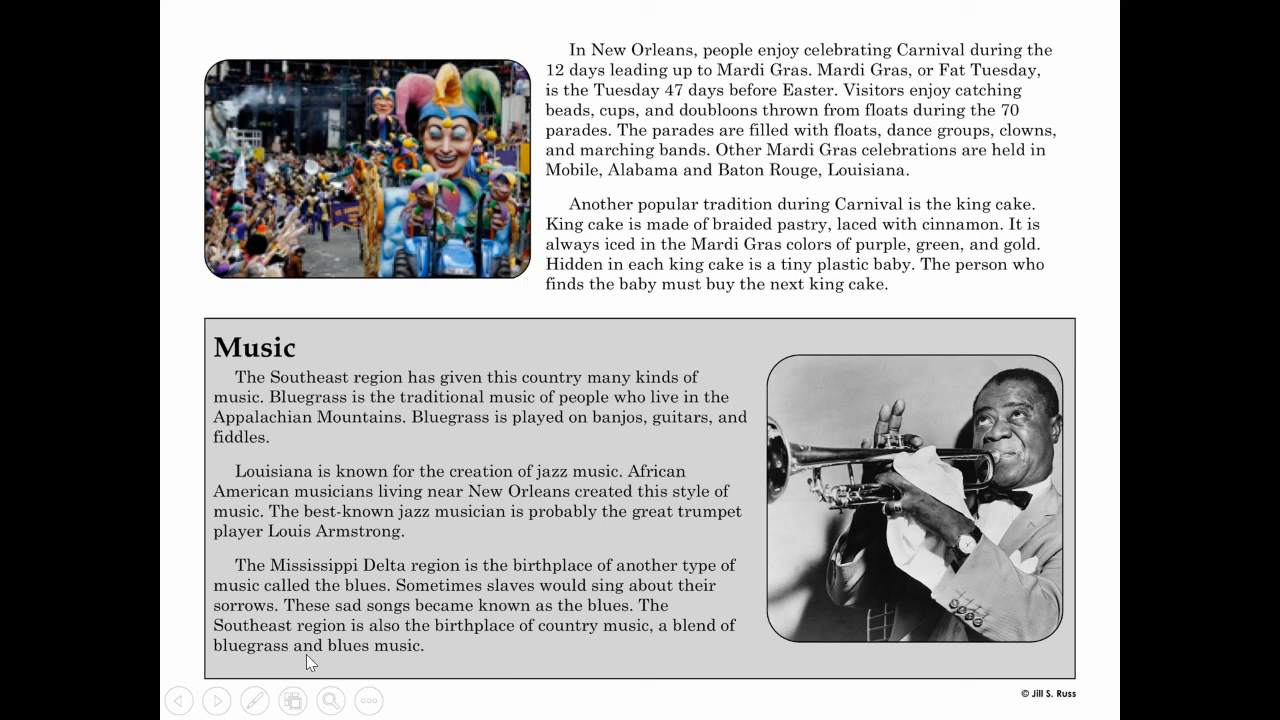 In New Orleans, people enjoy celebrating Carnival during the
12 days leading up to Mardi Gras. Mardi Gras, or Fat Tuesday,
is the Tuesday 47 days before Easter. Visitors enjoy catching
beads, cups, and doubloons thrown from floats during the 70
parades. The parades are filled with floats, dance groups, clowns,
and marching bands. Other Mardi Gras celebrations are held in
Mobile, Alabama and Baton Rouge, Louisiana.
Another popular tradition during Carnival is the king cake.
King cake is made of braided pastry, laced with cinnamon. It is
always iced in the Mardi Gras colors of purple, green, and gold.
Hidden in each king cake is a tiny plastic baby. The person who
finds the baby must buy the next king cake.
Music
The Southeast region has given this country many kinds of
music. Bluegrass is the traditional music of people who live in the
Appalachian Mountains. Bluegrass is played on banjos, guitars, and
fiddles.
Louisiana is known for the creation of jazz music. African
American musicians living near New Orleans created this style of
music. The best-known jazz musician is probably the great trumpet
player Louis Armstrong.
The Mississippi Delta region is the birthplace of another type of
music called the blues. Sometimes slaves would sing about their
sorrows. These sad songs became known as the blues. The
Southeast region is also the birthplace of country music, a blend of
bluegrass and blues music.
© Jill S. Russ